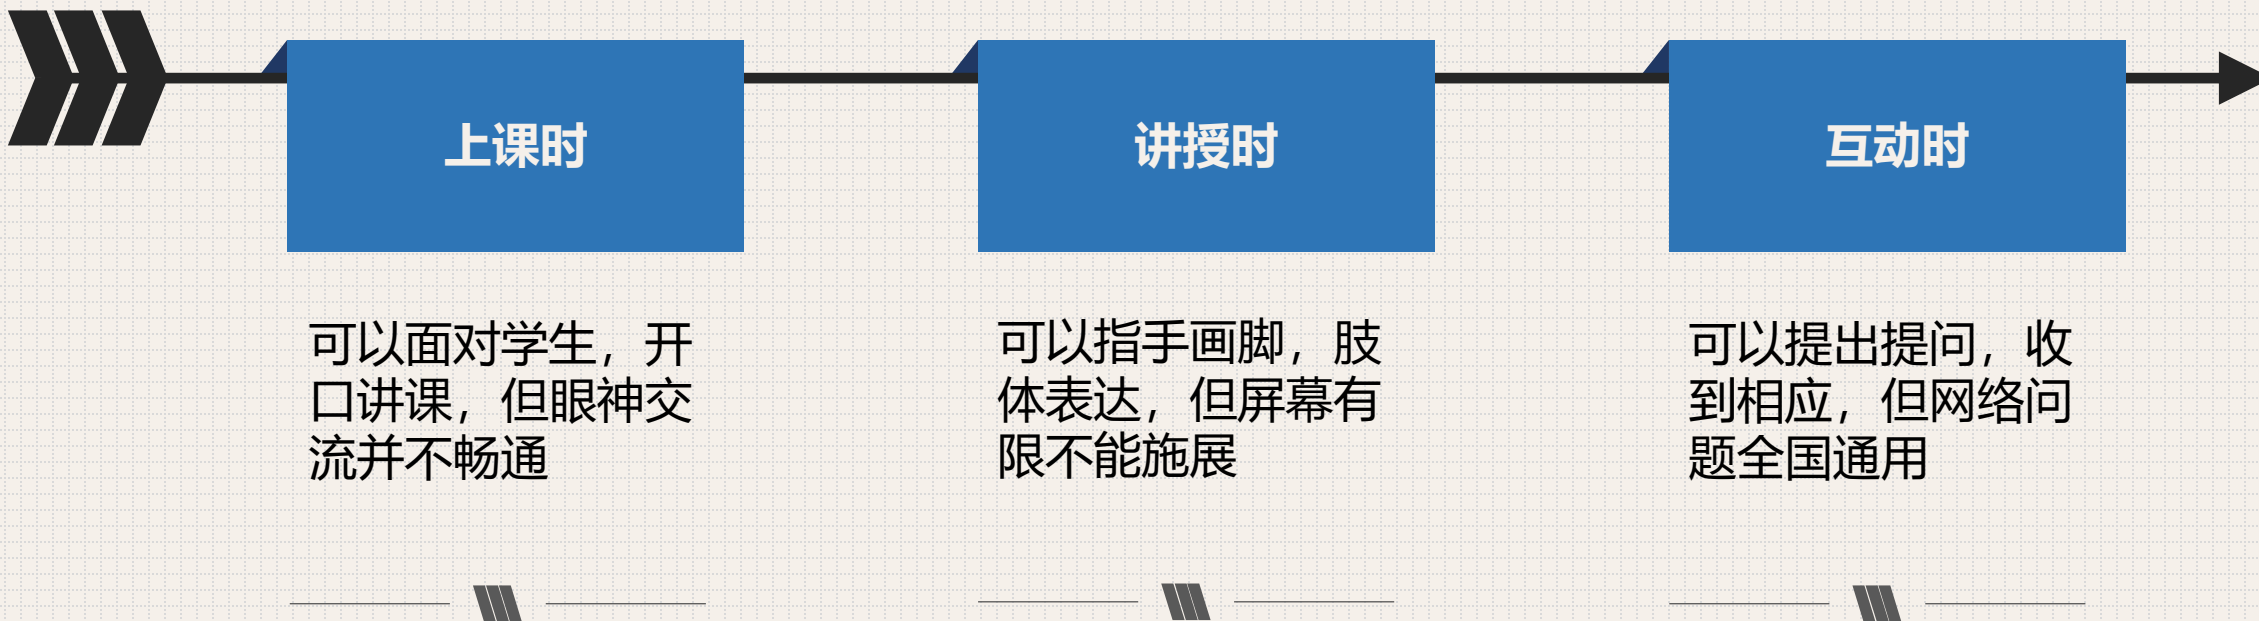 上课时
可以面对学生，开
口讲课，但眼神交
流并不畅通
讲授时
可以指手画脚，肢
体表达，但屏幕有
限不能施展
互动时
可以提出提问，收
到相应，但网络问
题全国通用